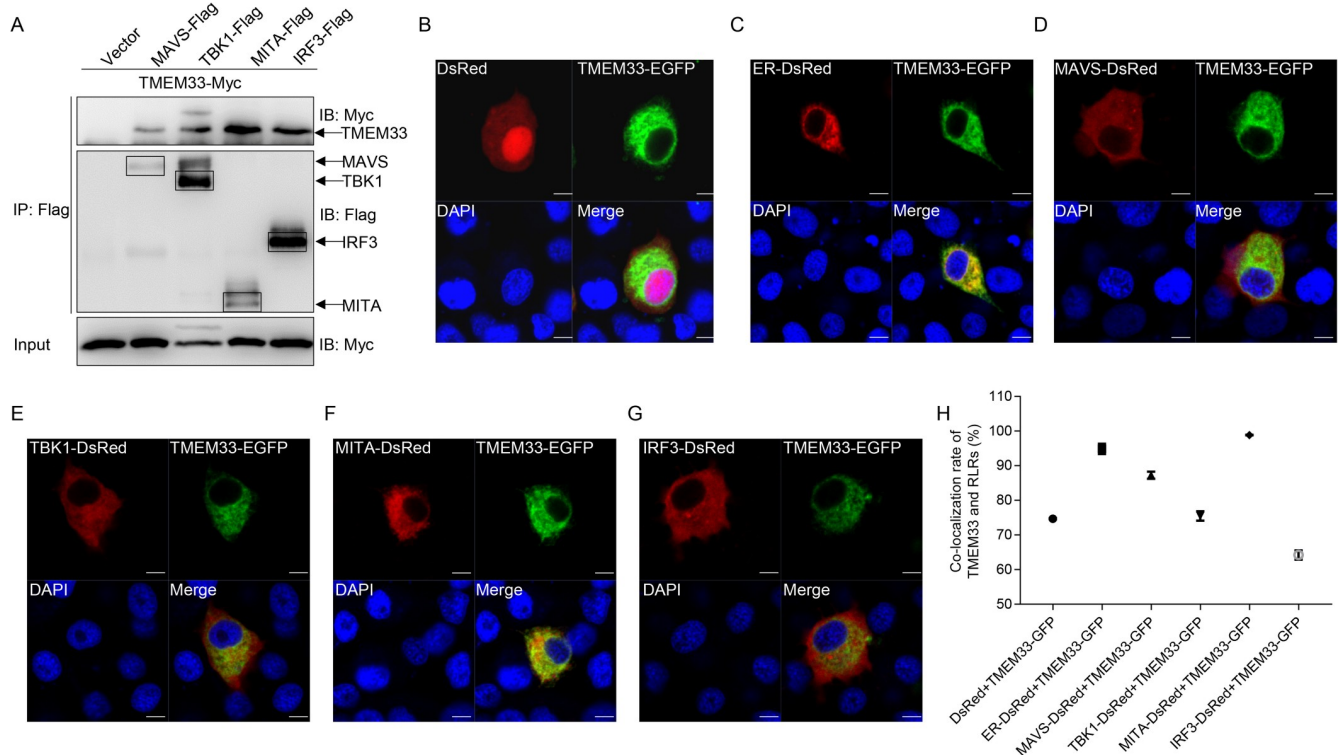 A
Vector
MAVS-Flag
TBK1-Flag
MITA-Flag
IRF3-Flag
TMEM33-Myc
IB: Myc
TMEM33
MAVS
TBK1
IP: Flag
IB: Flag
IRF3
MITA
Input
IB: Myc
B
DsRed
TMEM33-EGFP
DAPI
Merge
C
ER-DsRed
TMEM33-EGFP
DAPI
Merge
D
MAVS-DsRed
TMEM33-EGFP
DAPI
Merge
E
TBK1-DsRed
TMEM33-EGFP
DAPI
Merge
F
MITA-DsRed
TMEM33-EGFP
DAPI
Merge
G
IRF3-DsRed
TMEM33-EGFP
DAPI
Merge
H
Co-localization rate of
TMEM33 and RLRs (%)
110
100
90
80
70
60
50
DsRed+TMEM33-GFP
ER-DsRed+TMEM33-GFP
MAVS-DsRed+TMEM33-GFP
TBK1-DsRed+TMEM33-GFP
MITA-DsRed+TMEM33-GFP
IRF3-DsRed+TMEM33-GFP